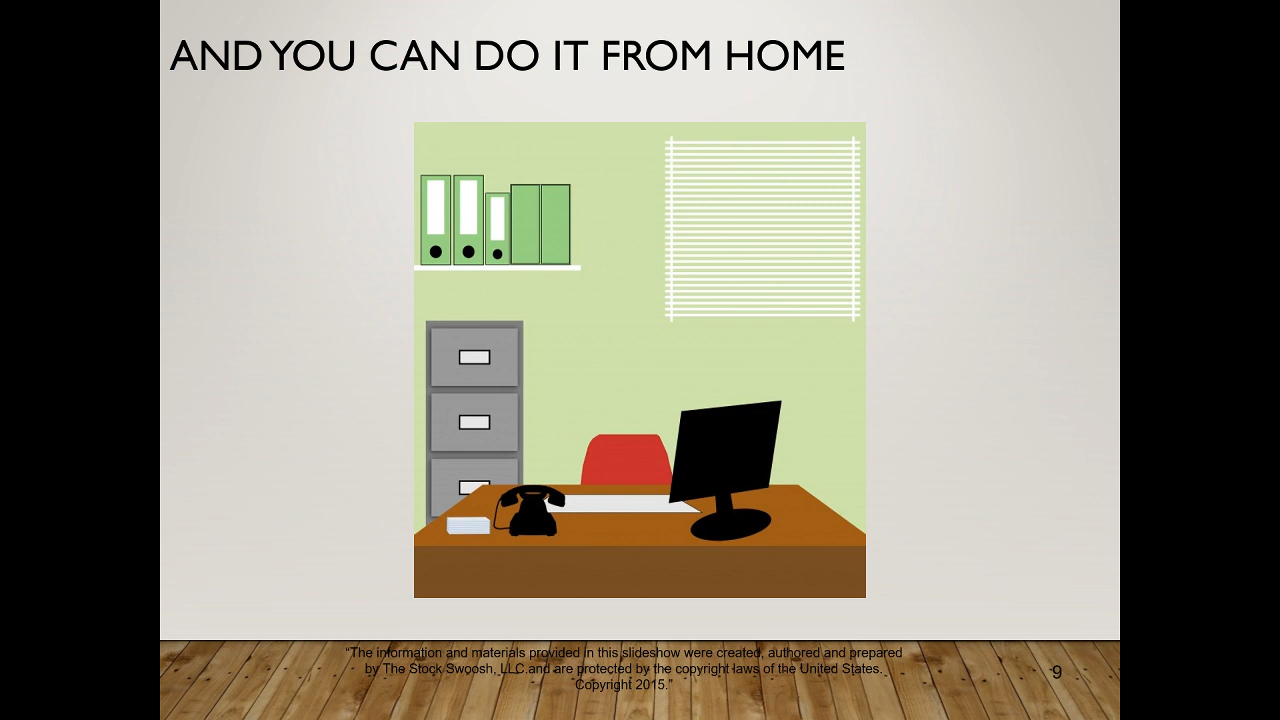 AND YOU CAN DO IT FROM HOME
"The information and materials provided in this slideshow were created, authored and prepared
by The Stock Swoosh, LLC.and are protected by the copyright laws of the United States.
Copyright 2015."
9